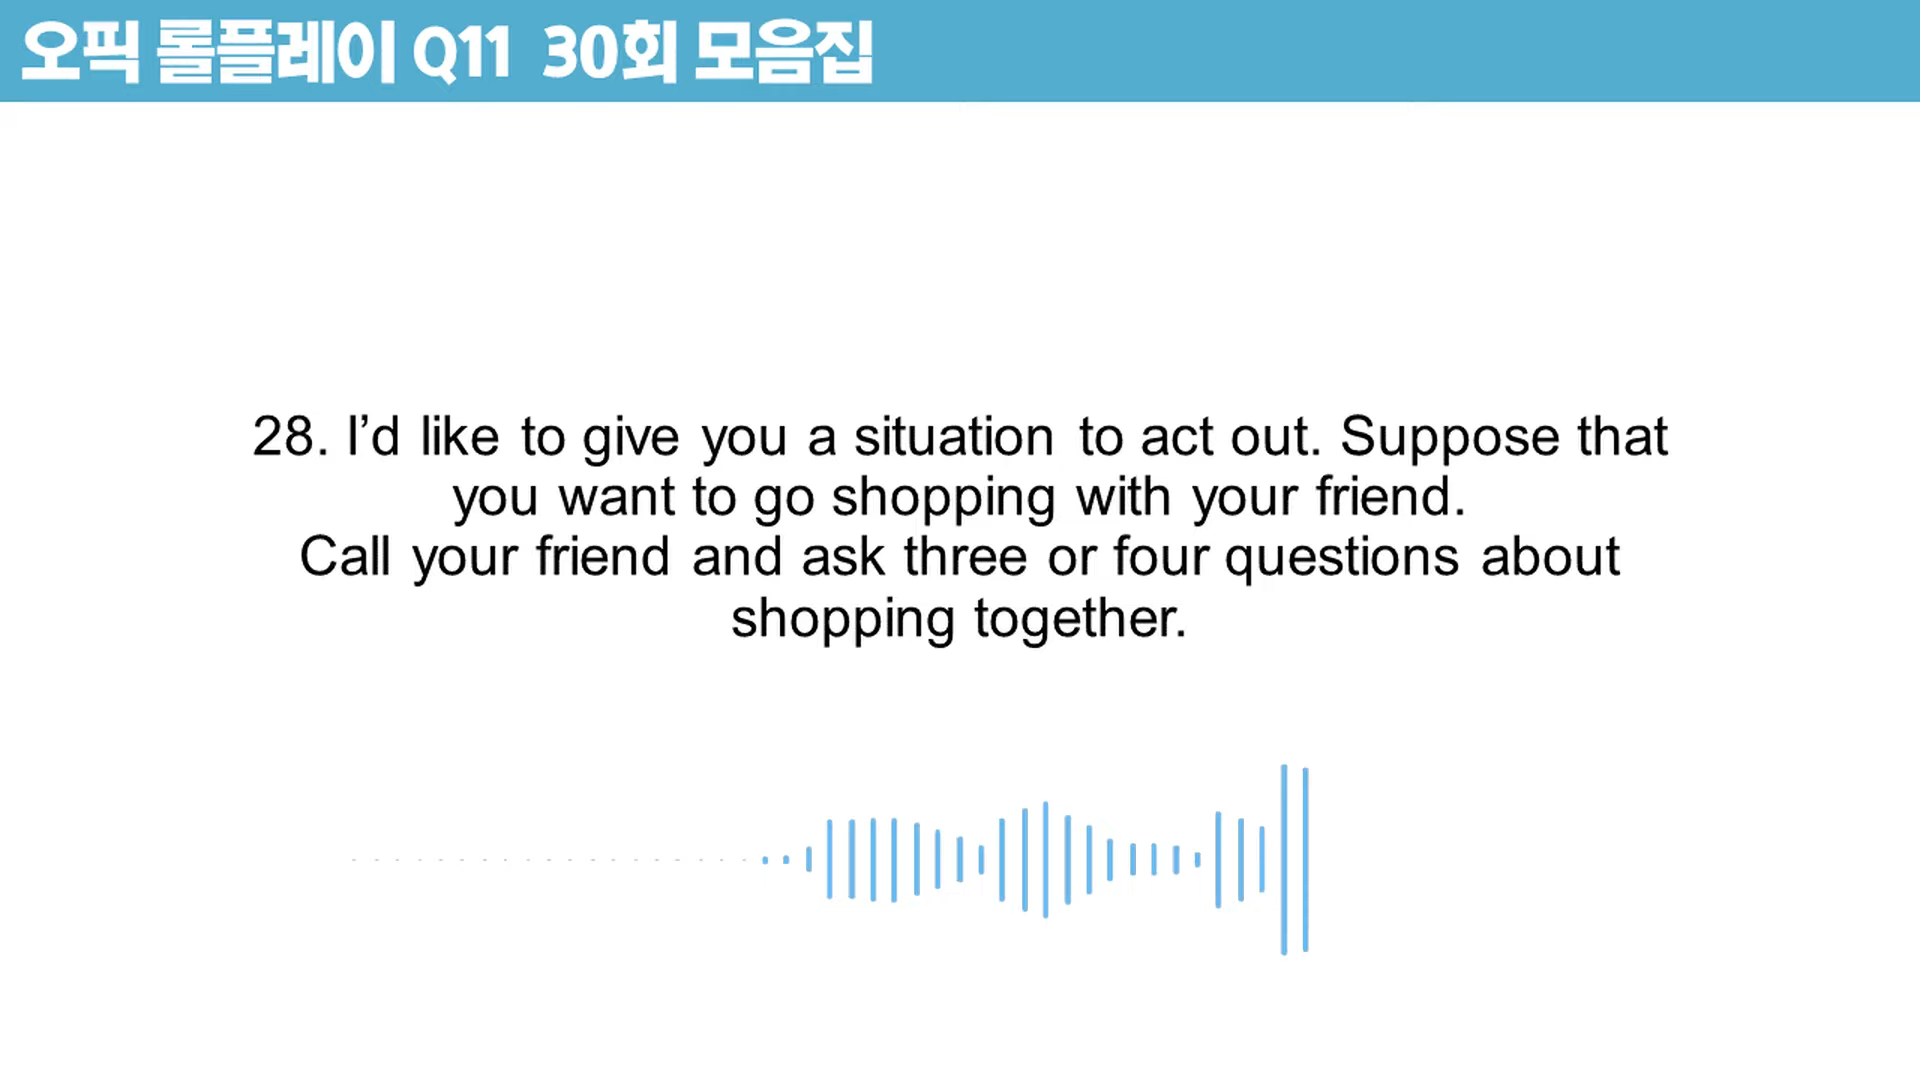 오픽 롤플레이 Q11 30회 모음집
28. I’d like to give you a situation to act out. Suppose that
you want to go shopping with your friend.
Call your friend and ask three or four questions about
shopping together.